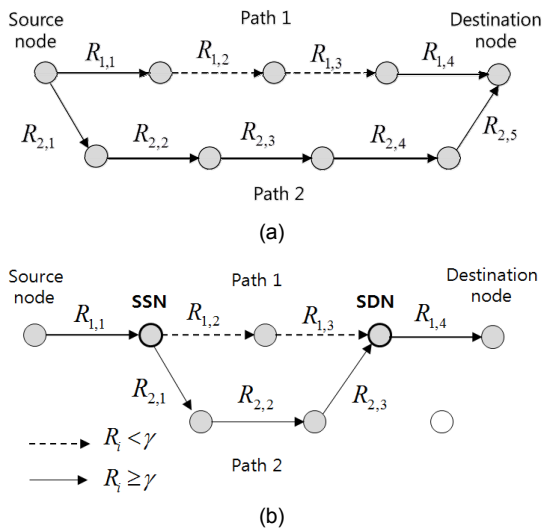 Source node
Path 1
Destination node
R1,1
R1,2
R1,3
R1,4
R2,1
R2,2
R2,3
R2,4
R2,5
Path 2
(a)
Source node
Path 1
Destination node
SSN
SDN
R1,1
R1,2
R1,3
R1,4
R2,1
R2,2
R2,3
Ri < γ
Ri ≥ γ
Path 2
(b)